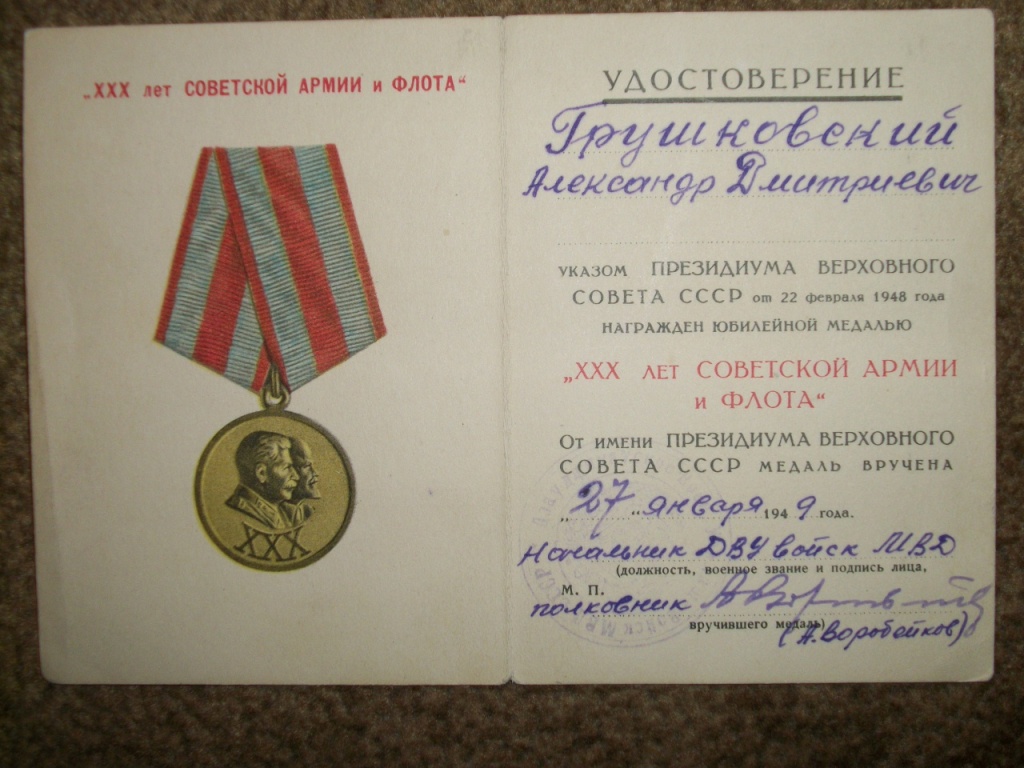 „XXX лет СОВЕТСКОЙ АРМИИ и ФЛОТА“
XXX
УДОСТОВЕРЕНИЕ
Грушковский
Александр Дмитриевич
УКАЗОМ ПРЕЗИДИУМА ВЕРХОВНОГО
СОВЕТА СССР от 22 февраля 1948 года
НАГРАЖДЕН ЮБИЛЕЙНОЙ МЕДАЛЬЮ
„XXX ЛЕТ СОВЕТСКОЙ АРМИИ
и ФЛОТА“
От имени ПРЕЗИДИУМА ВЕРХОВНОГО
СОВЕТА СССР МЕДАЛЬ ВРУЧЕНА
„27“ января 1949 года.
Начальник ДВУ войск МВД
(должность, военное звание и подпись лица,
М. П.
полковник
вручившего медаль)
(А. Воробейков)